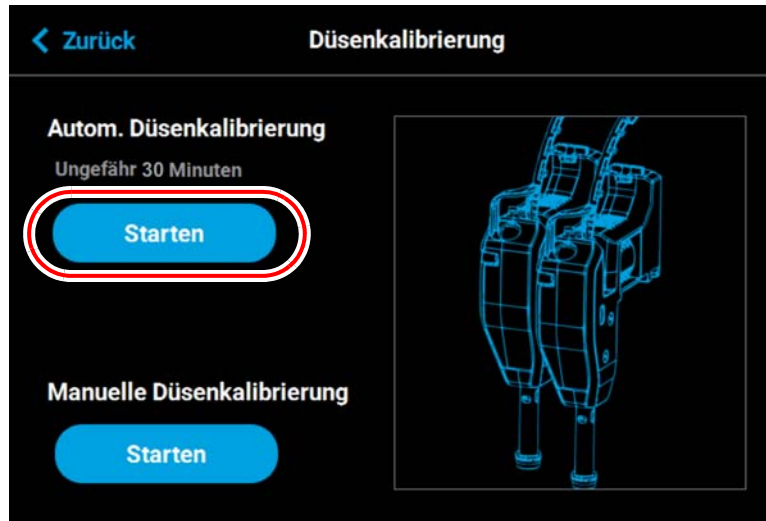 Zurück
Düsenkalibrierung
Autom. Düsenkalibrierung
Ungefähr 30 Minuten
Starten
Manuelle Düsenkalibrierung
Starten